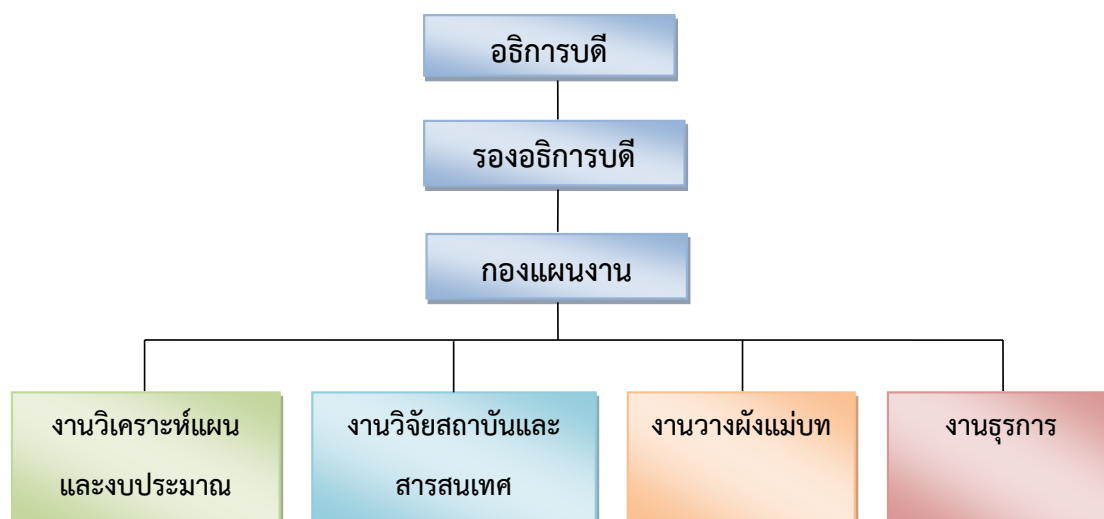 อธิการบดี
รองอธิการบดี
กองแผนงาน
งานวิเคราะห์แผน
และงบประมาณ
งานวิจัยสถาบันและ
สารสนเทศ
งานวางผังแม่บท
งานธุรการ